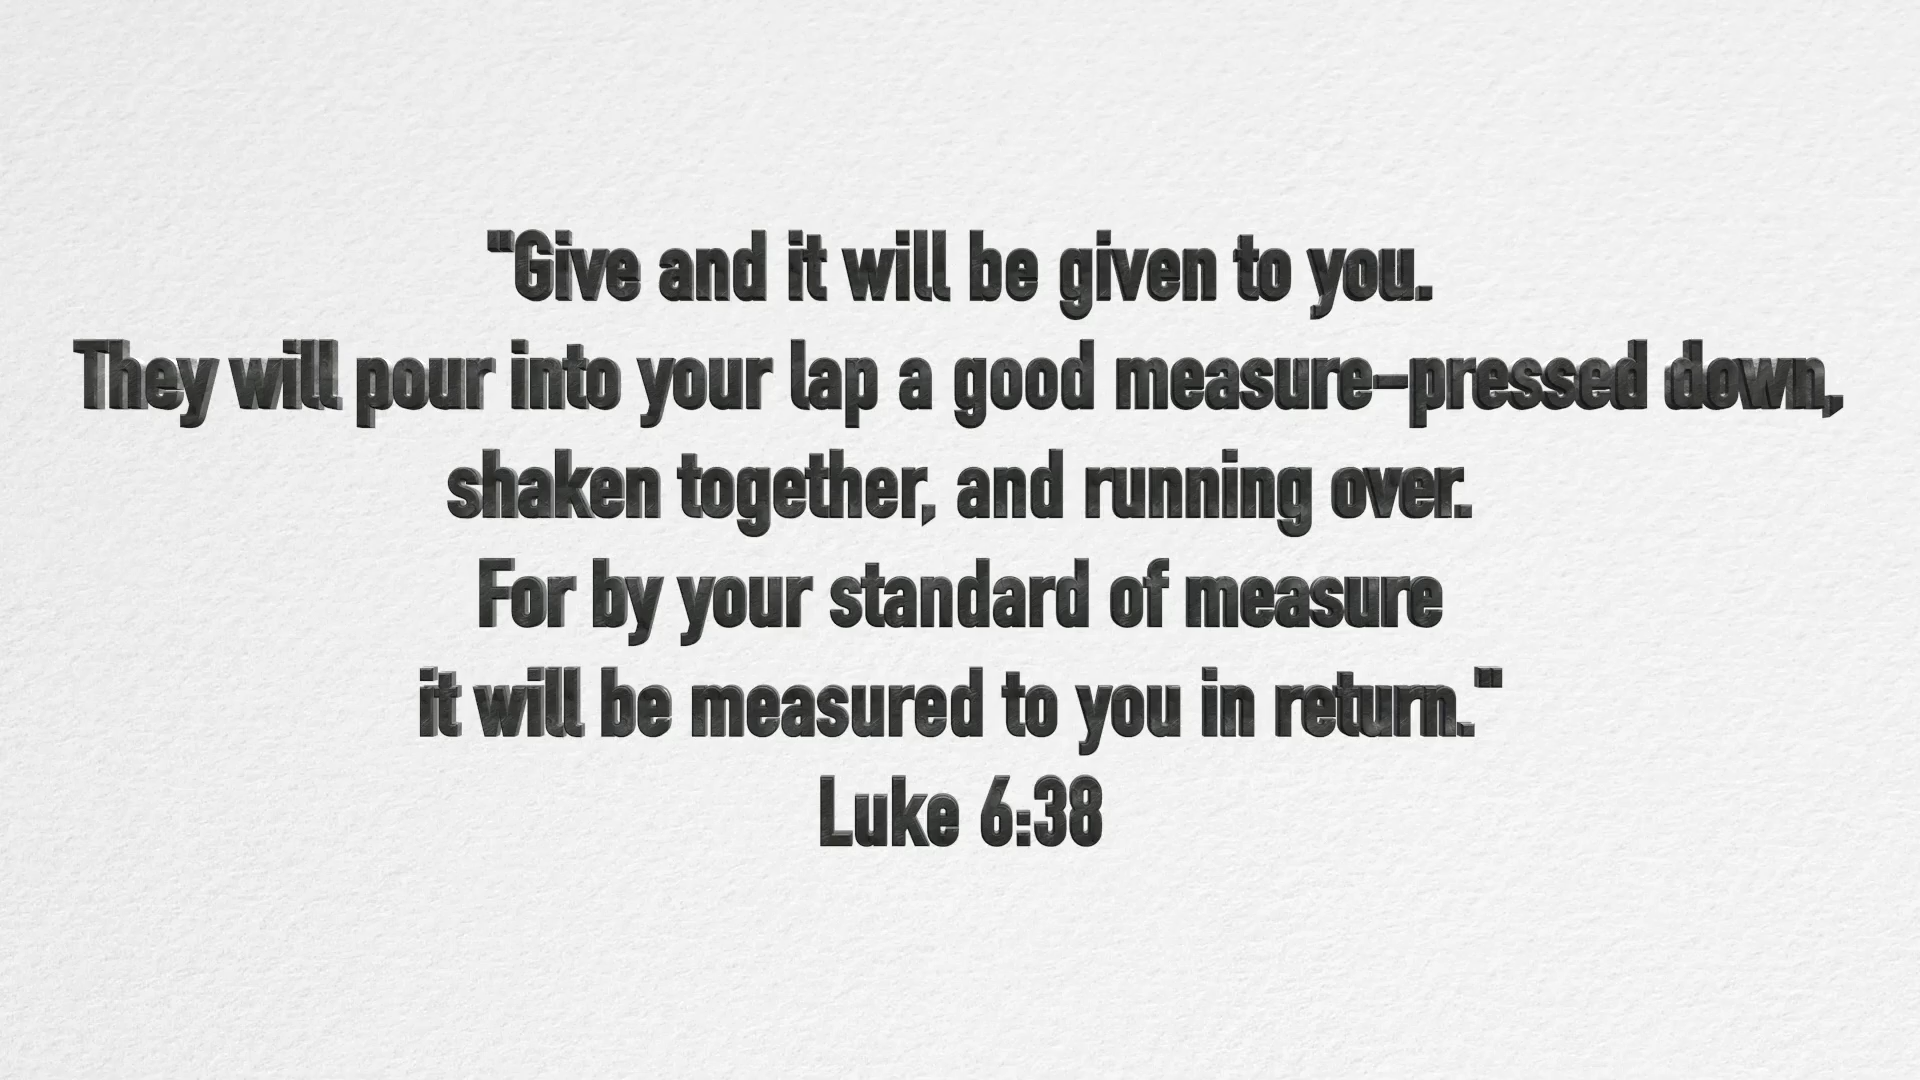 "Give and it will be given to you.
They will pour into your lap a good measure–pressed down,
shaken together, and running over.
For by your standard of measure
it will be measured to you in return."
Luke 6:38